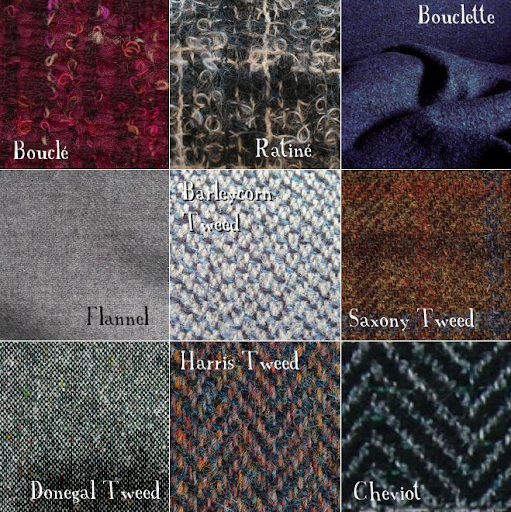 Bouclé
Ratiné
Bouclette
Flannel
Barleycorn
Tweed
Saxony Tweed
Donegal Tweed
Harris Tweed
Cheviot